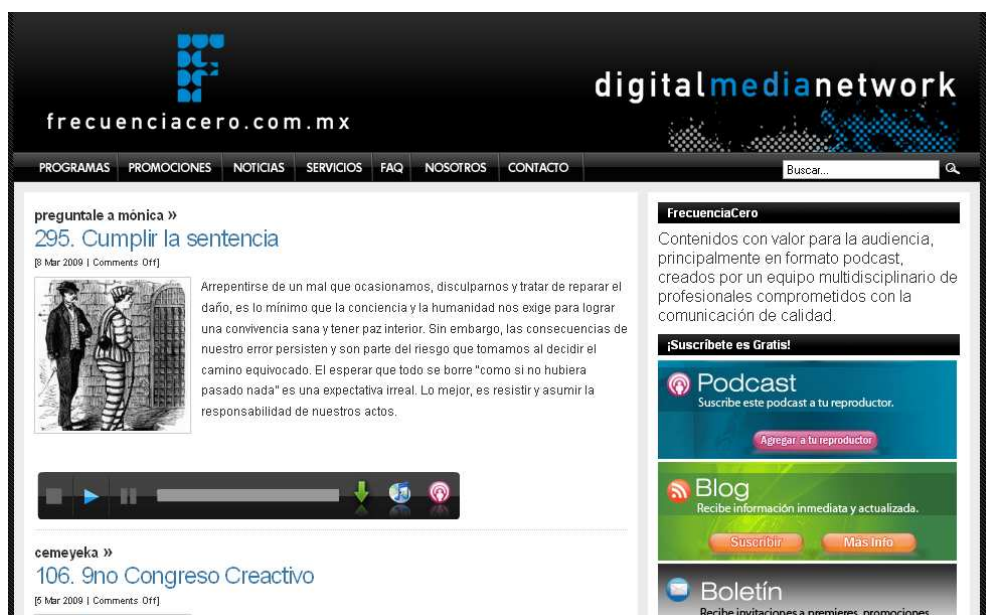 frecuenciacero.com.mx
digitalmedianetwork
PROGRAMAS PROMOCIONES NOTICIAS SERVICIOS FAQ NOSOTROS CONTACTO
Buscar...
preguntale a mónica »
295. Cumplir la sentencia
[8 Mar 2009 | Comments Off]
Arrepentirse de un mal que ocasionamos, disculparnos y tratar de reparar el
daño, es lo mínimo que la conciencia y la humanidad nos exige para lograr
una convivencia sana y tener paz interior. Sin embargo, las consecuencias de
nuestro error persisten y son parte del riesgo que tomamos al decidir el
camino equivocado. El esperar que todo se borre "como si no hubiera
pasado nada" es una expectativa irreal. Lo mejor, es resistir y asumir la
responsabilidad de nuestros actos.
cemeyeka »
106. 9no Congreso Creactivo
[5 Mar 2009 | Comments Off]
FrecuenciaCero
Contenidos con valor para la audiencia,
principalmente en formato podcast,
creados por un equipo multidisciplinario de
profesionales comprometidos con la
comunicación de calidad.
¡Suscríbete es Gratis!
Podcast
Suscribe este podcast a tu reproductor.
Agregar a tu reproductor
Blog
Recibe información inmediata y actualizada.
Suscribir Mas Info
Boletín
Recibe invitaciones a premieres, promociones